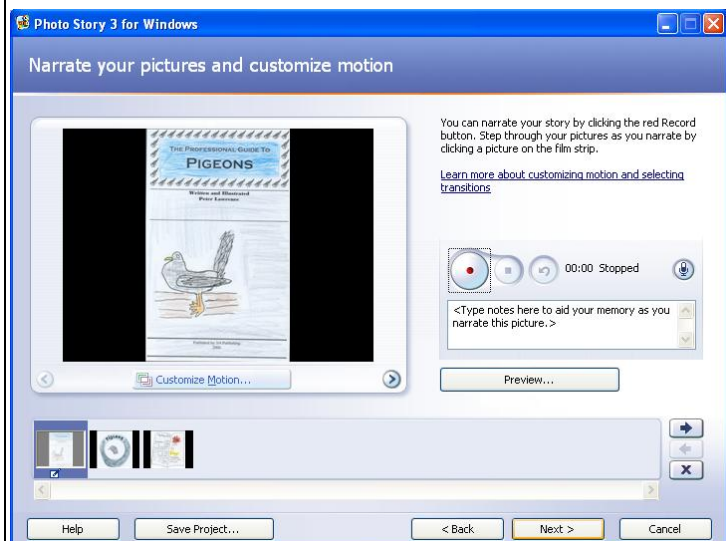 Photo Story 3 for Windows
Narrate your pictures and customize motion
THE PROFESSIONAL GUIDE TO
PIGEONS
Written and Illustrated
Peter Lawrence
You can narrate your story by clicking the red Record
button. Step through your pictures as you narrate by
clicking a picture on the film strip.
Learn more about customizing motion and selecting
transitions
00:00 Stopped
<Type notes here to aid your memory as you
narrate this picture.>
Customize Motion...
Preview...
Help
Save Project...
< Back
Next >
Cancel